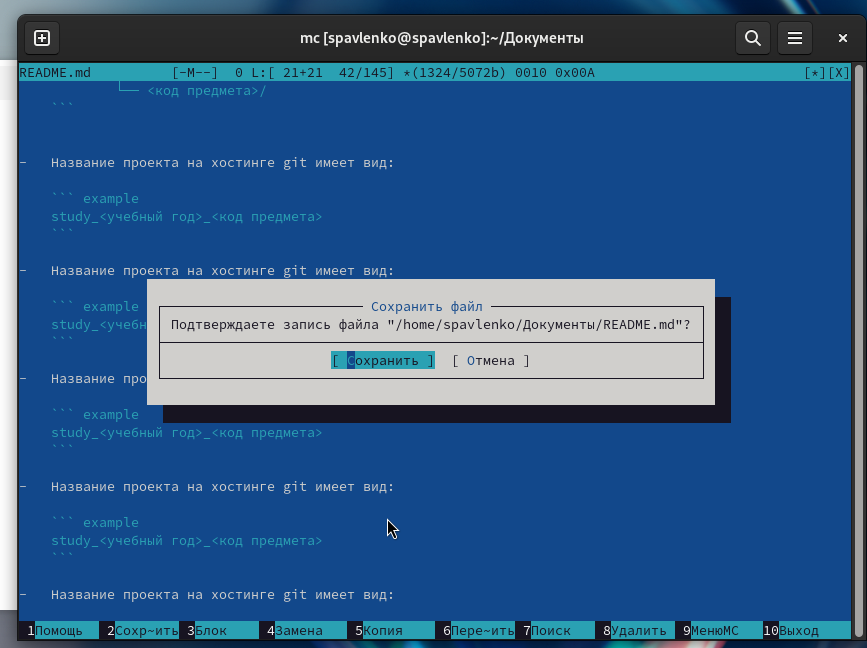 mc [spavlenko@spavlenko]:~/Документы
README.md [-M--] 0 L:[ 21+21 42/145] *(1324/5072b) 0010 0x00A [*][X]
└── <код предмета>/
```
- Название проекта на хостинге git имеет вид:
``` example
study_<учебный год>_<код предмета>
```
- Название проекта на хостинге git имеет вид:
``` example
study_<учебн
```
- Название про
``` example
study_<учебный год>_<код предмета>
```
Сохранить файл
Подтверждаете запись файла "/home/spavlenko/Документы/README.md"?
[ Сохранить ] [ Отмена ]
- Название проекта на хостинге git имеет вид:
``` example
study_<учебный год>_<код предмета>
```
- Название проекта на хостинге git имеет вид:
1Помощь 2Сохр~ить 3Блок 4Замена 5Копия 6Пере~ить 7Поиск 8Удалить 9МенюMC 10Выход